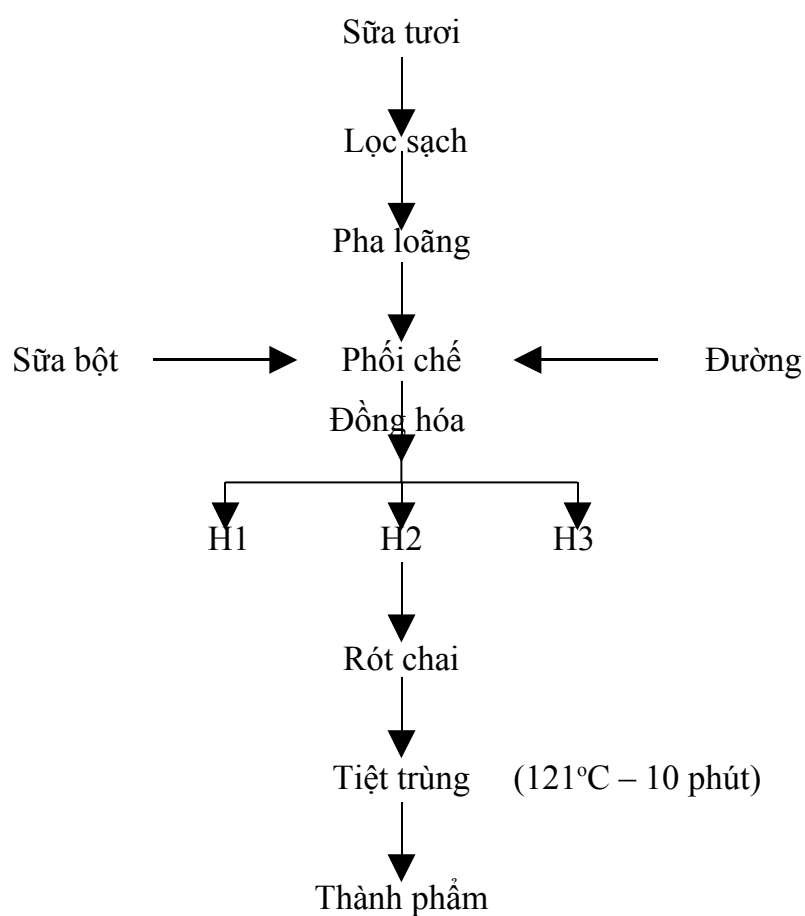 Sữa tươi
Lọc sạch
Pha loãng
Sữa bột Phối chế Đường
Đồng hóa
H1 H2 H3
Rót chai
Tiệt trùng (121°C – 10 phút)
Thành phẩm